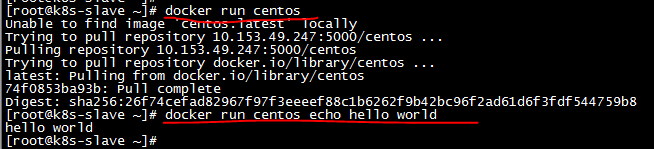 [root@k8s-slave ~]# docker run centos
Unable to find image 'centos:latest' locally
Trying to pull repository 10.153.49.247:5000/centos ...
Pulling repository 10.153.49.247:5000/centos
Trying to pull repository docker.io/library/centos ...
latest: Pulling from docker.io/library/centos
74f0853ba93b: Pull complete
Digest: sha256:26f74cefad82967f97f3eeeef88c1b6262f9b42bc96f2ad61d6f3fdf544759b8
[root@k8s-slave ~]# docker run centos echo hello world
hello world
[root@k8s-slave ~]#